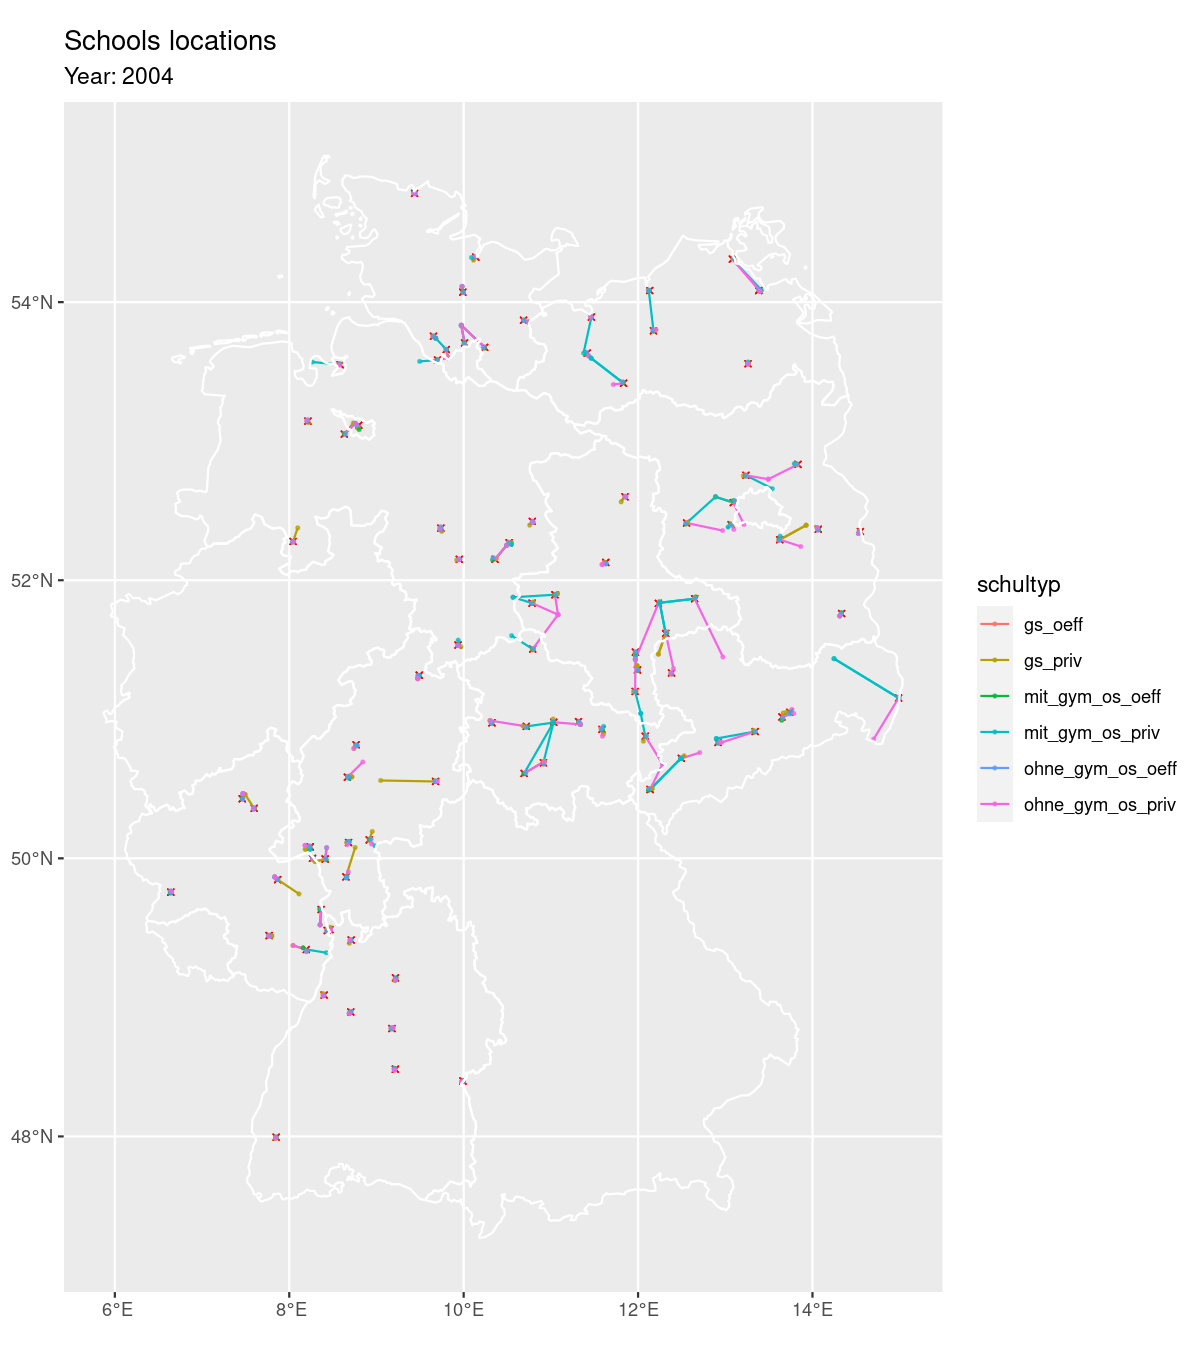 Schools locations
Year: 2004
54°N
52°N
50°N
48°N
6°E
8°E
10°E
12°E
14°E
schultyp
gs_oeff
gs_priv
mit_gym_os_oeff
mit_gym_os_priv
ohne_gym_os_oeff
ohne_gym_os_priv